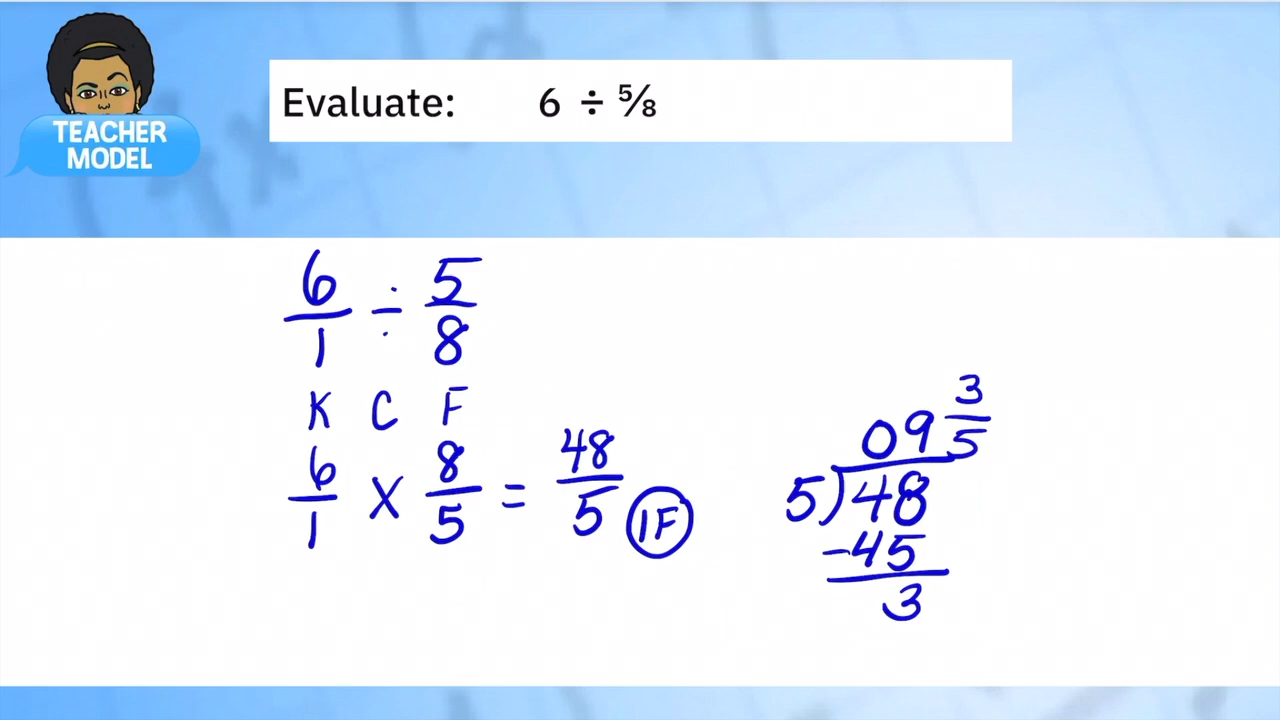 TEACHER
MODEL
Evaluate: 6 ÷ ⅝
6/1 ÷ 5/8
K C F
6/1 X 8/5 = 48/5 IF
09 3/5
5)48
-45
3